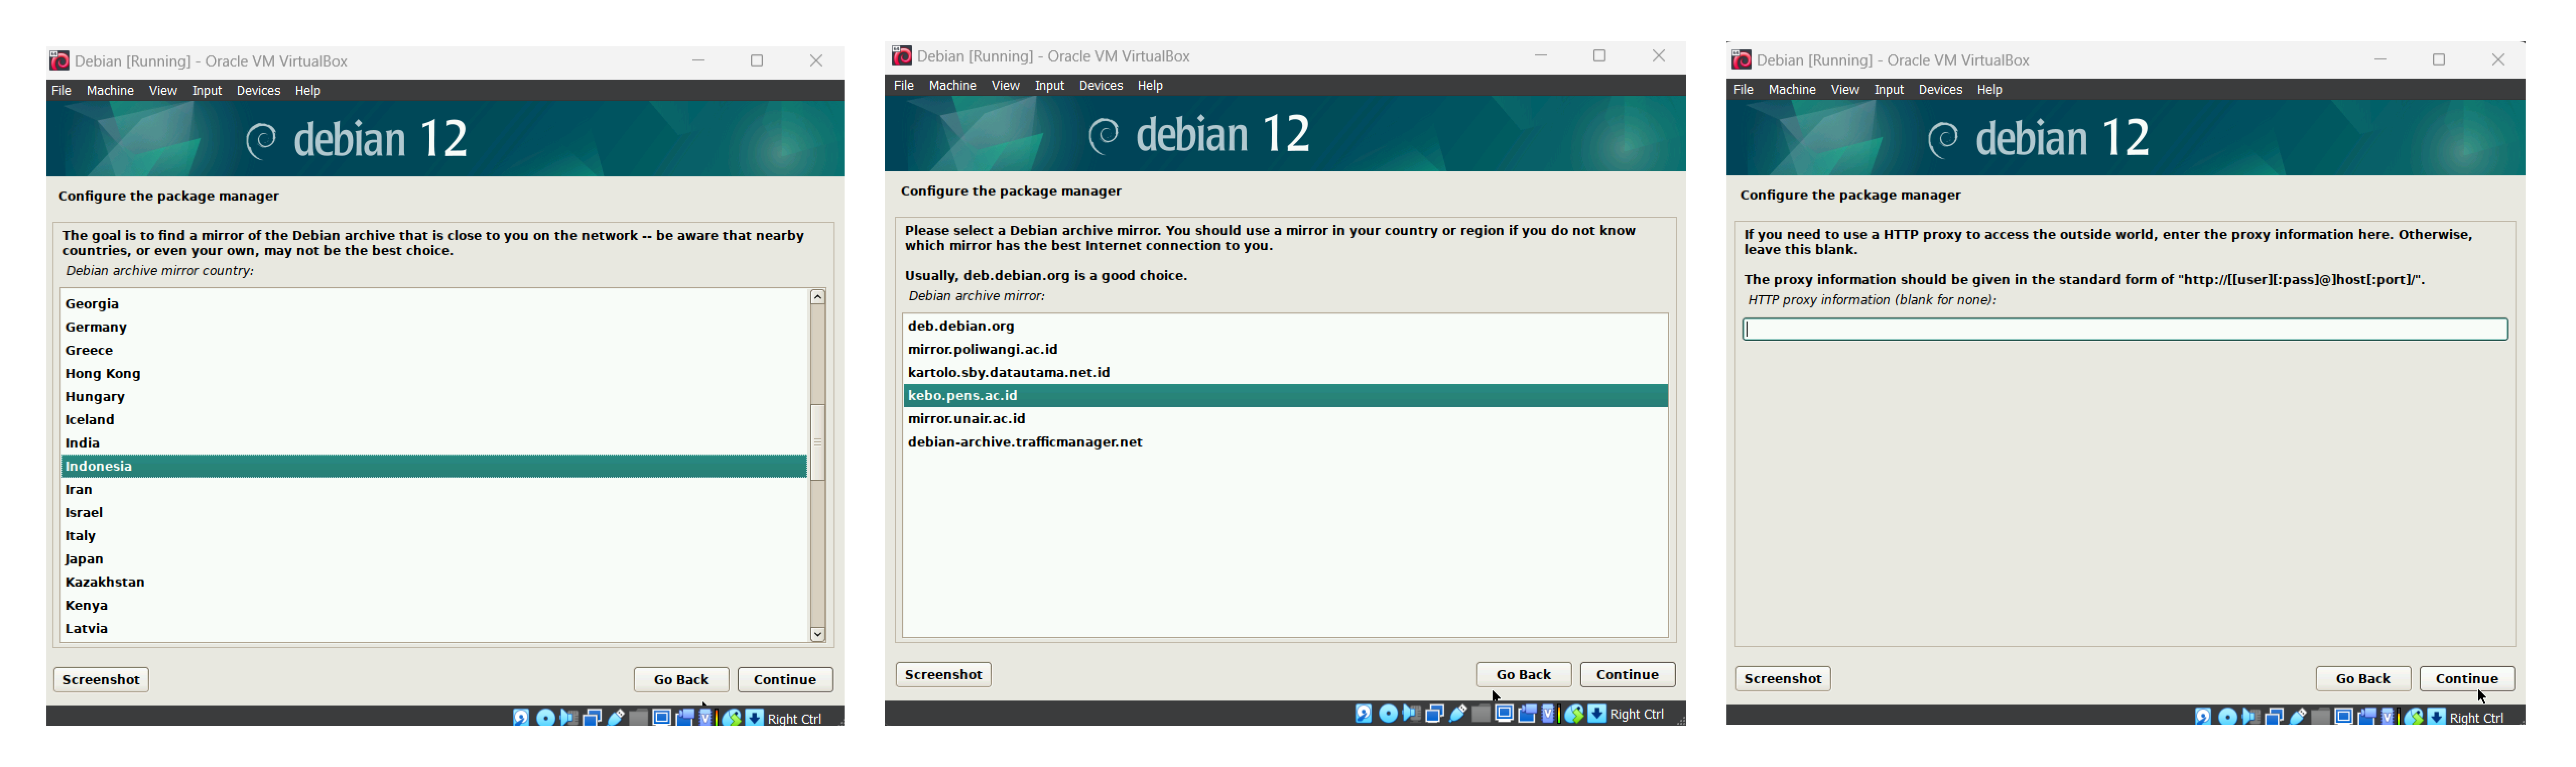 Debian [Running] - Oracle VM VirtualBox
File Machine View Input Devices Help
debian 12
Configure the package manager
The goal is to find a mirror of the Debian archive that is close to you on the network -- be aware that nearby
countries, or even your own, may not be the best choice.
Debian archive mirror country:
Georgia
Germany
Greece
Hong Kong
Hungary
Iceland
India
Indonesia
Iran
Israel
Italy
Japan
Kazakhstan
Kenya
Latvia
Screenshot
Go Back
Continue
Right Ctrl
Debian [Running] - Oracle VM VirtualBox
File Machine View Input Devices Help
debian 12
Configure the package manager
Please select a Debian archive mirror. You should use a mirror in your country or region if you do not know
which mirror has the best Internet connection to you.
Usually, deb.debian.org is a good choice.
Debian archive mirror:
deb.debian.org
mirror.poliwangi.ac.id
kartolo.sby.datautama.net.id
kebo.pens.ac.id
mirror.unair.ac.id
debian-archive.trafficmanager.net
Screenshot
Go Back
Continue
Right Ctrl
Debian [Running] - Oracle VM VirtualBox
File Machine View Input Devices Help
debian 12
Configure the package manager
If you need to use a HTTP proxy to access the outside world, enter the proxy information here. Otherwise,
leave this blank.
The proxy information should be given in the standard form of "http://[[user][:pass]@]host[:port]/".
HTTP proxy information (blank for none):
Screenshot
Go Back
Continue
Right Ctrl